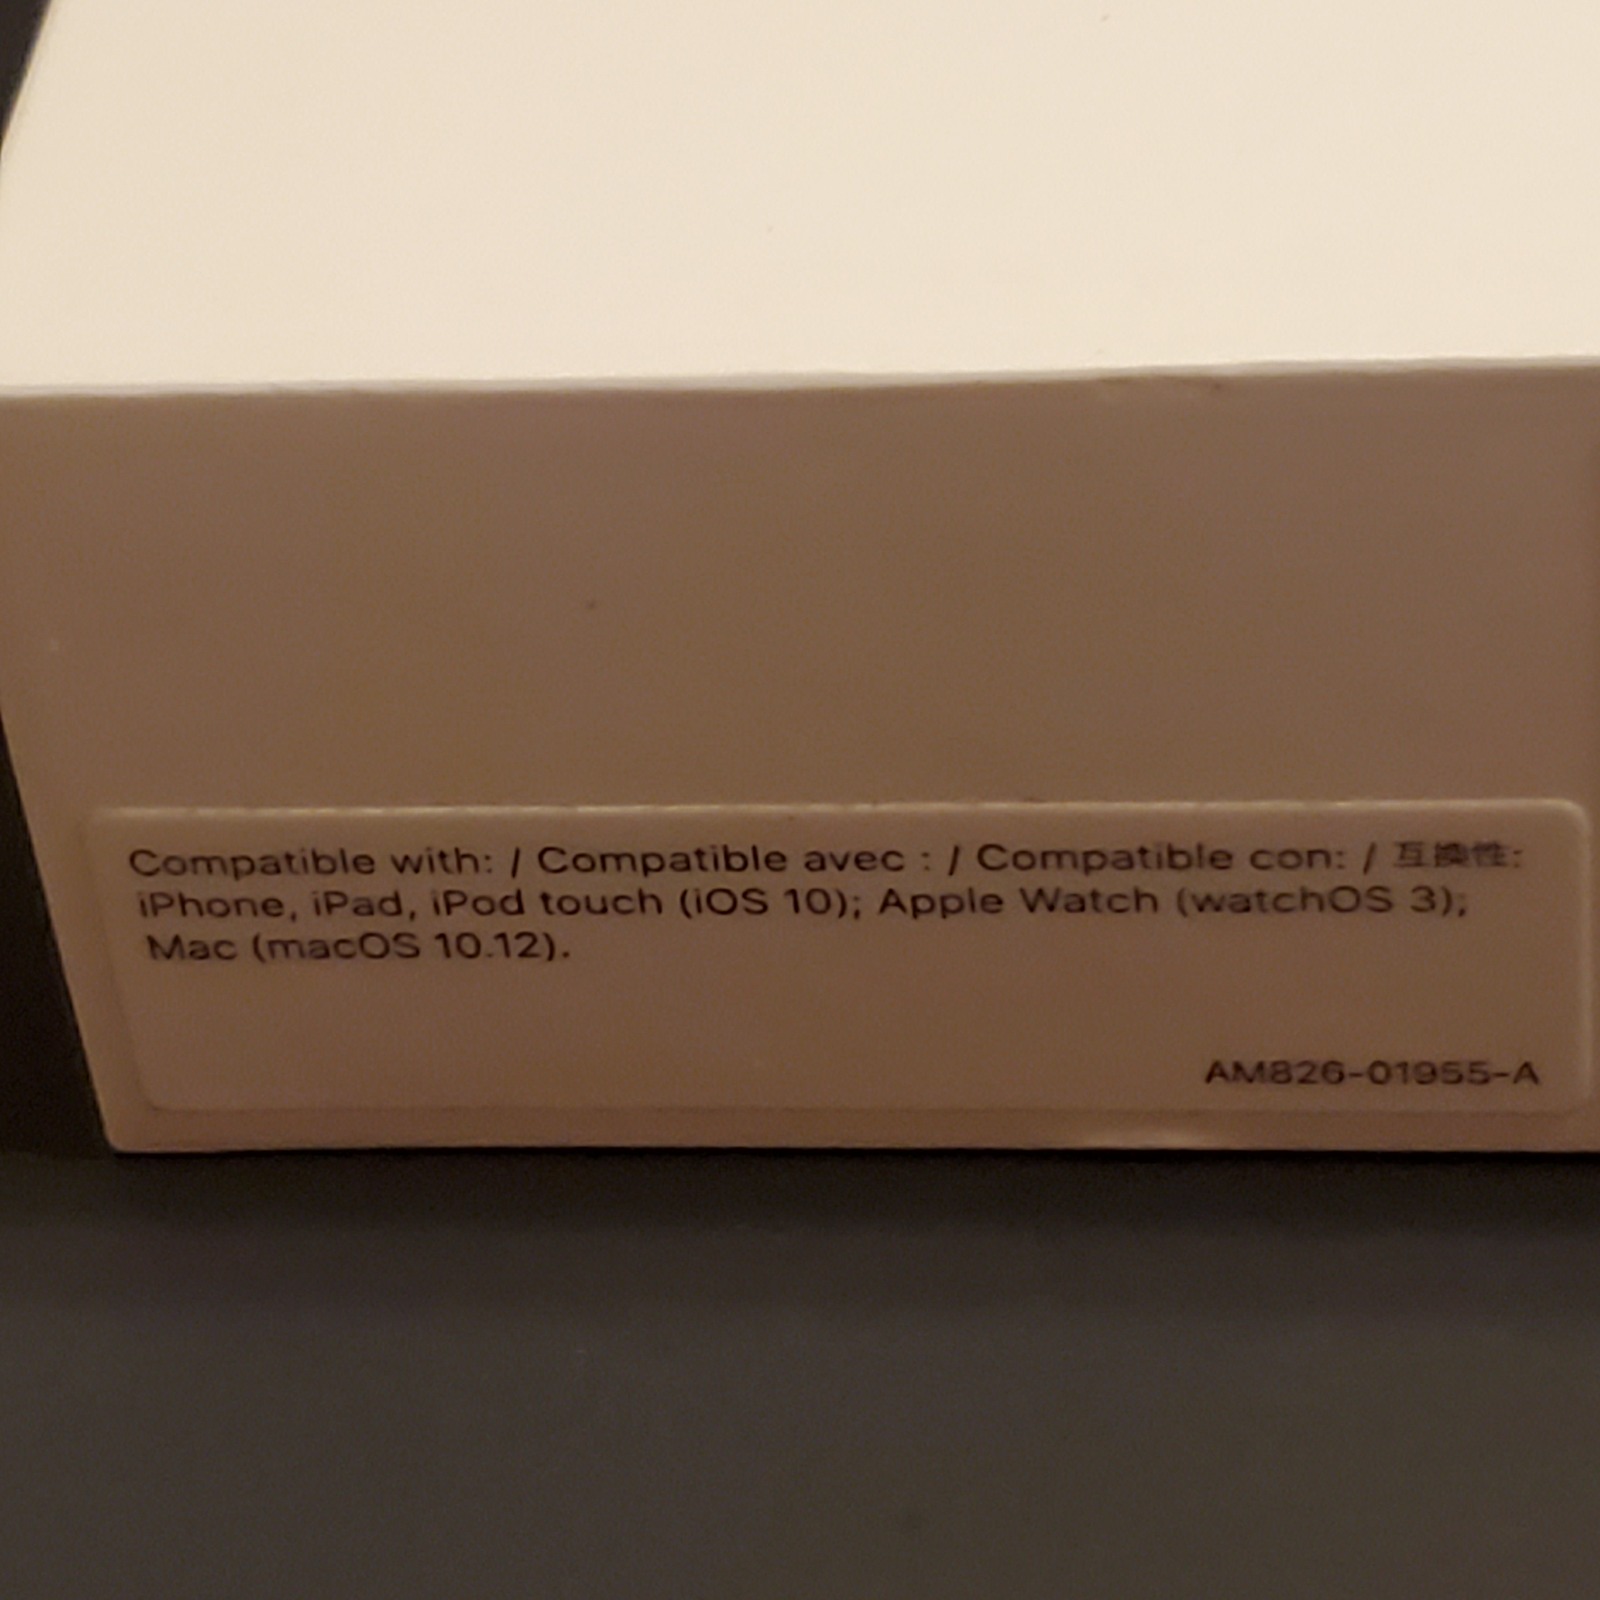 Compatible with: / Compatible avec : / Compatible con: / 互換性:
iPhone, iPad, iPod touch (iOS 10); Apple Watch (watchOS 3);
Mac (macOS 10.12).
AM826-01955-A